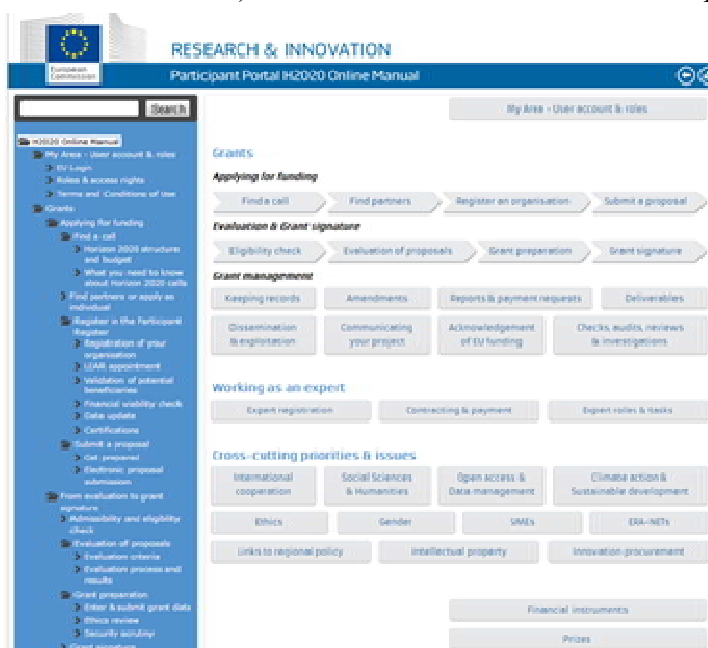 European
Commission
RESEARCH & INNOVATION
Participant Portal H2020 Online Manual
Search
My Area - User account & roles
H2020 Online Manual
My Area - User account & roles
EU Login
Roles & access rights
Terms and Conditions of Use
Grants
Applying for funding
Find a call
Horizon 2020 structure
and budget
What you need to know
about Horizon 2020 calls
Find partners or apply as
individual
Register in the Participant
Register
Registration of your
organisation
LEAR appointment
Validation of potential
beneficiaries
Financial viability check
Data update
Certifications
Submit a proposal
Get prepared
Electronic proposal
submission
From evaluation to grant
signature
Admissibility and eligibility
check
Evaluation of proposals
Evaluation criteria
Evaluation process and
results
Grant preparation
Enter & submit grant data
Ethics review
Security scrutiny
Grant signature
Grants
Applying for funding
Find a call
Find partners
Register an organisation
Submit a proposal
Evaluation & Grant signature
Eligibility check
Evaluation of proposals
Grant preparation
Grant signature
Grant management
Keeping records
Amendments
Reports & payment requests
Deliverables
Dissemination
& exploitation
Communicating
your project
Acknowledgement
of EU funding
Checks, audits, reviews
& investigations
Working as an expert
Expert registration
Contracting & payment
Expert roles & tasks
Cross-cutting priorities & issues
International
cooperation
Social Sciences
& Humanities
Open access &
Data management
Climate action &
Sustainable development
Ethics
Gender
SMEs
ERA-NETs
Links to regional policy
Intellectual property
Innovation procurement
Financial instruments
Prizes